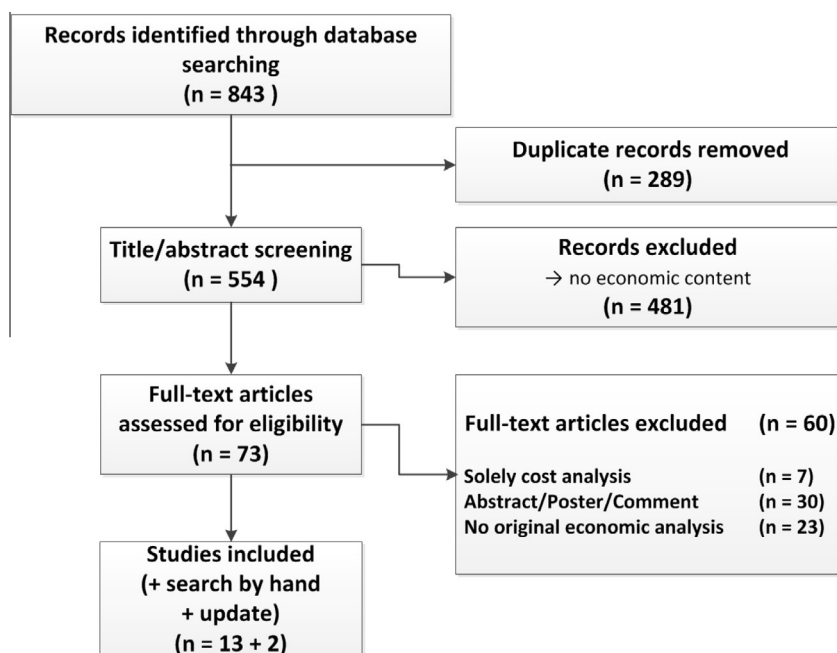 Records identified through database
searching
(n = 843 )
Duplicate records removed
(n = 289)
Title/abstract screening
(n = 554 )
Records excluded
→ no economic content
(n = 481)
Full-text articles
assessed for eligibility
(n = 73)
Full-text articles excluded (n = 60)
Solely cost analysis (n = 7)
Abstract/Poster/Comment (n = 30)
No original economic analysis (n = 23)
Studies included
(+ search by hand
+ update)
(n = 13 + 2)